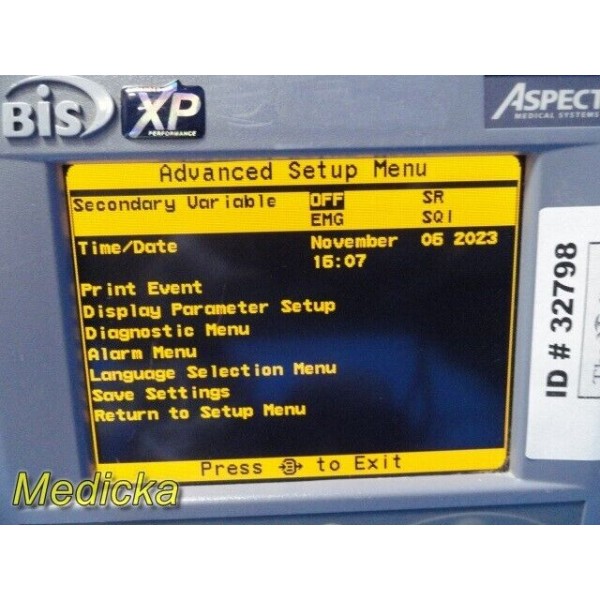 BIS XP
PERFORMANCE
ASPECT
MEDICAL SYSTEMS
Advanced Setup Menu
Secondary Variable OFF SR
EMG SQI
Time/Date November 06 2023
16:07
Print Event
Display Parameter Setup
Diagnostic Menu
Alarm Menu
Language Selection Menu
Save Settings
Return to Setup Menu
Press to Exit
ID # 32798
Medicka